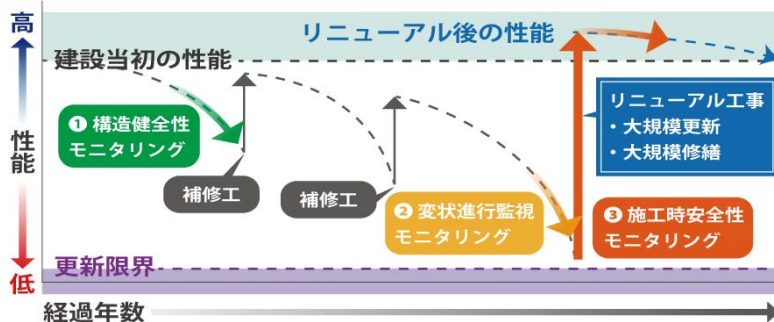 高
リニューアル後の性能
建設当初の性能
❶ 構造健全性
モニタリング
リニューアル工事
・大規模更新
・大規模修繕
性能
補修工
補修工
❷ 変状進行監視
モニタリング
❸ 施工時安全性
モニタリング
更新限界
低
経過年数